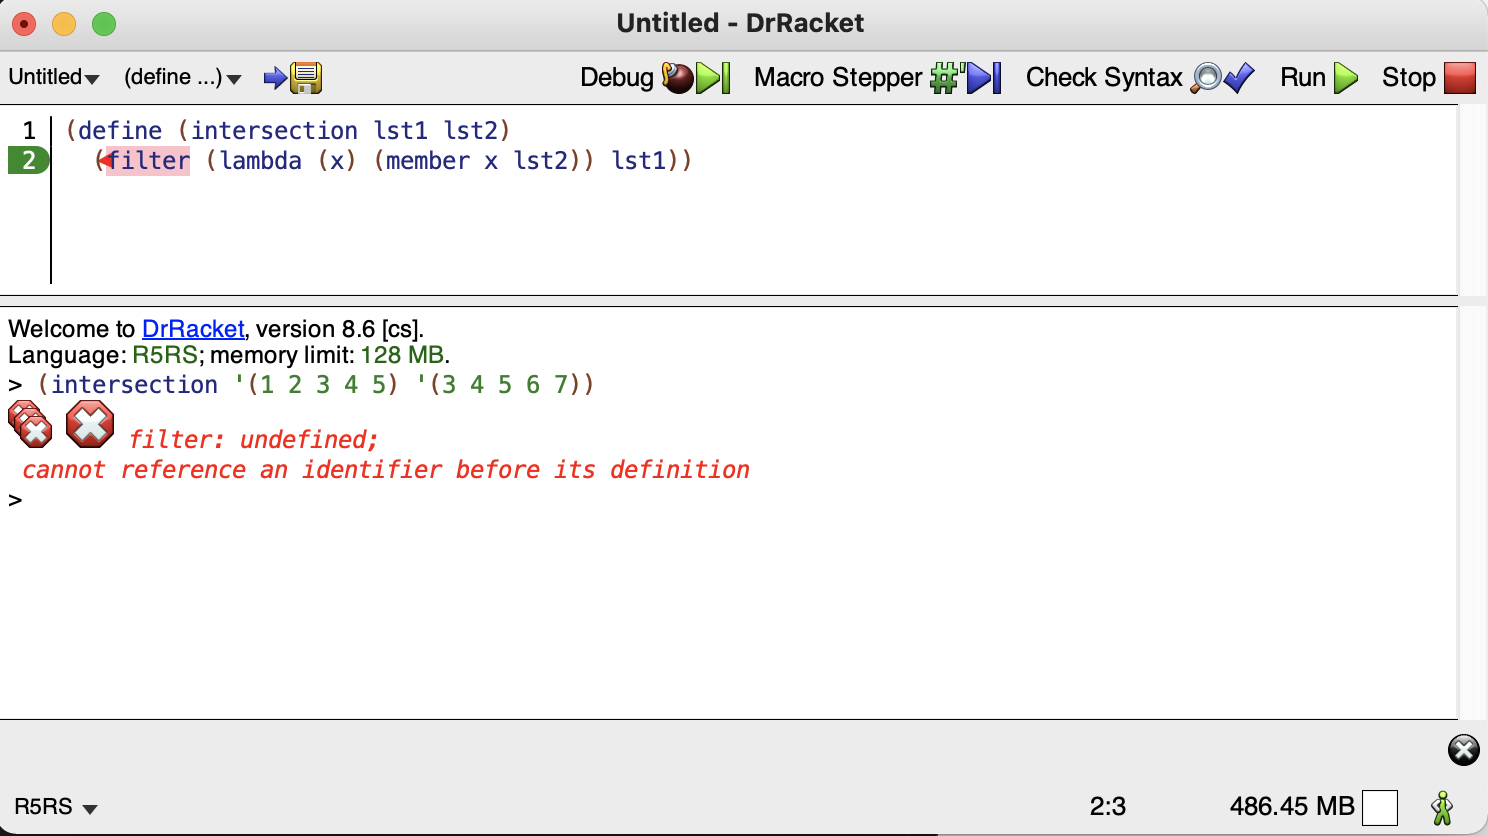 Untitled - DrRacket
Untitled (define ...) Debug Macro Stepper #' Check Syntax Run Stop
1 (define (intersection lst1 lst2)
2 (filter (lambda (x) (member x lst2)) lst1))
Welcome to DrRacket, version 8.6 [cs].
Language: R5RS; memory limit: 128 MB.
> (intersection '(1 2 3 4 5) '(3 4 5 6 7))
filter: undefined;
cannot reference an identifier before its definition
>
R5RS 2:3 486.45 MB